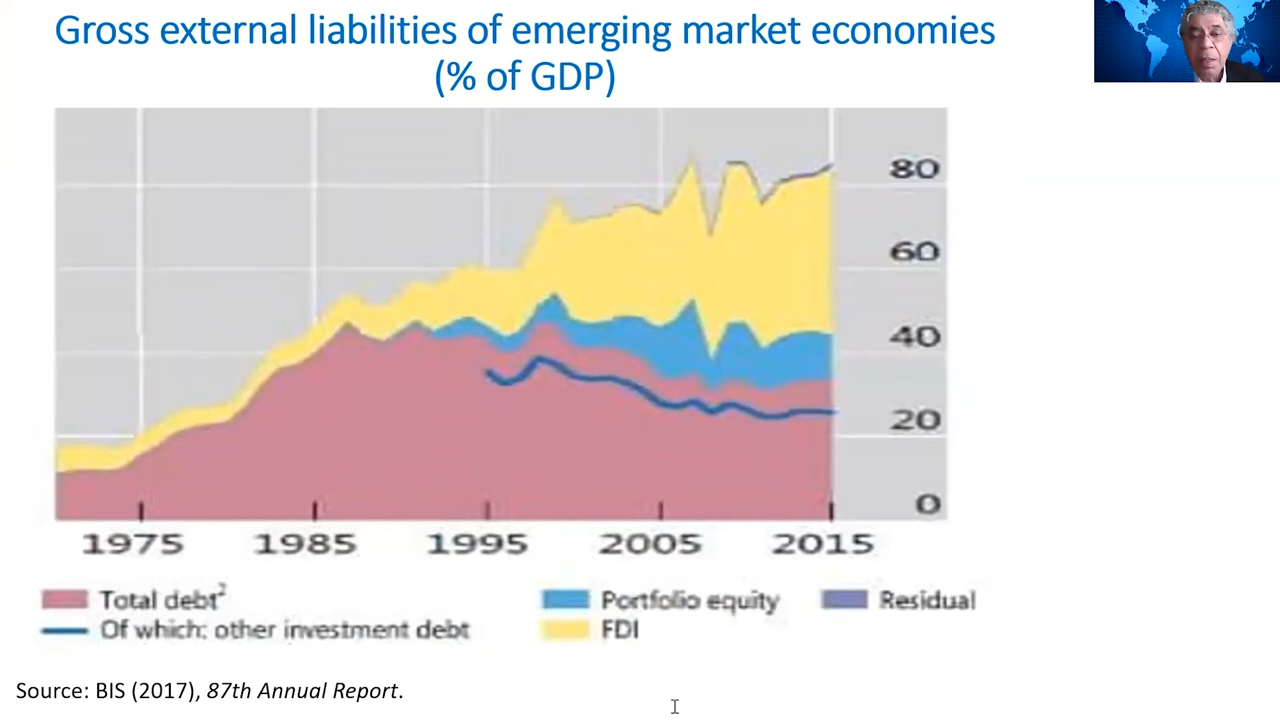 Gross external liabilities of emerging market economies
(% of GDP)
80
60
40
20
0
1975 1985 1995 2005 2015
Total debt² Portfolio equity Residual
Of which: other investment debt FDI
Source: BIS (2017), 87th Annual Report.